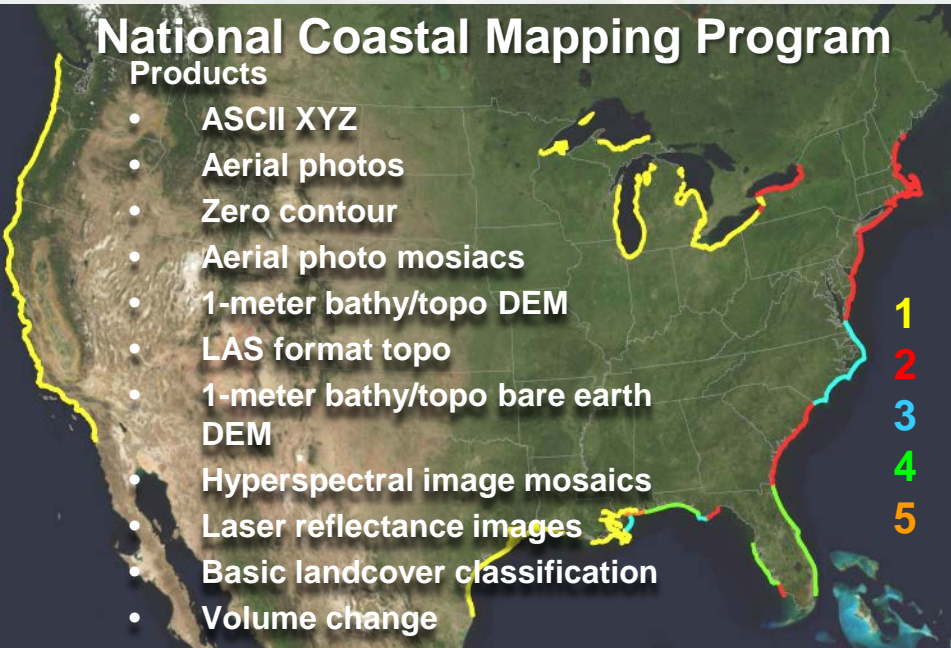 National Coastal Mapping Program
Products
• ASCII XYZ
• Aerial photos
• Zero contour
• Aerial photo mosiacs
• 1-meter bathy/topo DEM
• LAS format topo
• 1-meter bathy/topo bare earth
DEM
• Hyperspectral image mosaics
• Laser reflectance images
• Basic landcover classification
• Volume change
1
2
3
4
5